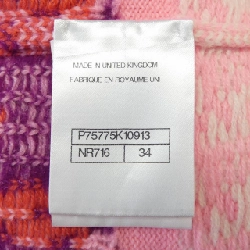 MADE IN UNITED KINGDOM
FABRIQUE EN ROYAUME UNI
P75775K10913
NR716 34